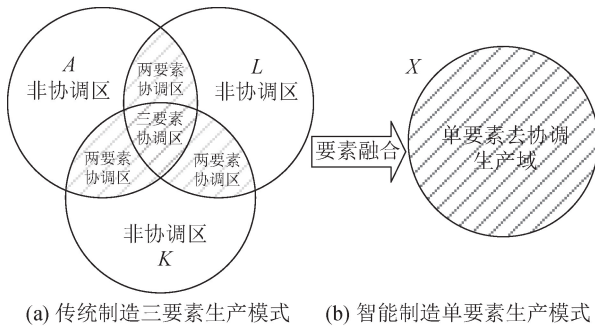 A
非协调区
两要素
协调区
L
非协调区
三要素
协调区
两要素
协调区
两要素
协调区
非协调区
K
要素融合
X
单要素去协调
生产域
(a) 传统制造三要素生产模式
(b) 智能制造单要素生产模式